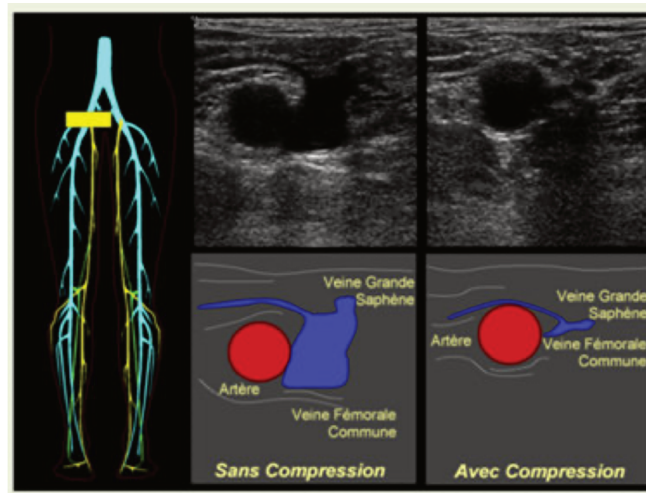 Veine Grande
Saphène
Artère
Veine Fémorale
Commune
Sans Compression
Veine Grande
Saphène
Artère
Veine Fémorale
Commune
Avec Compression